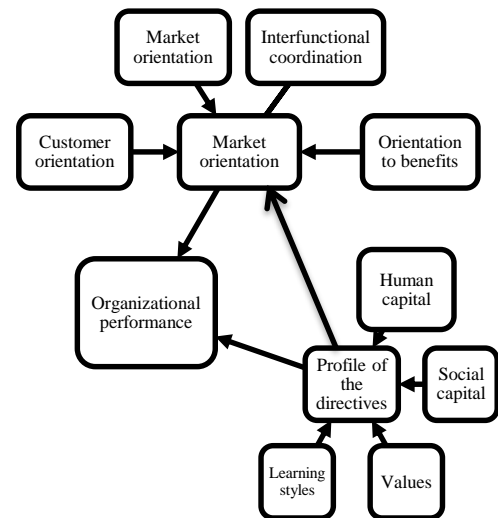 Market
orientation
Interfunctional
coordination
Customer
orientation
Market
orientation
Orientation
to benefits
Organizational
performance
Human
capital
Profile of
the
directives
Social
capital
Learning
styles
Values